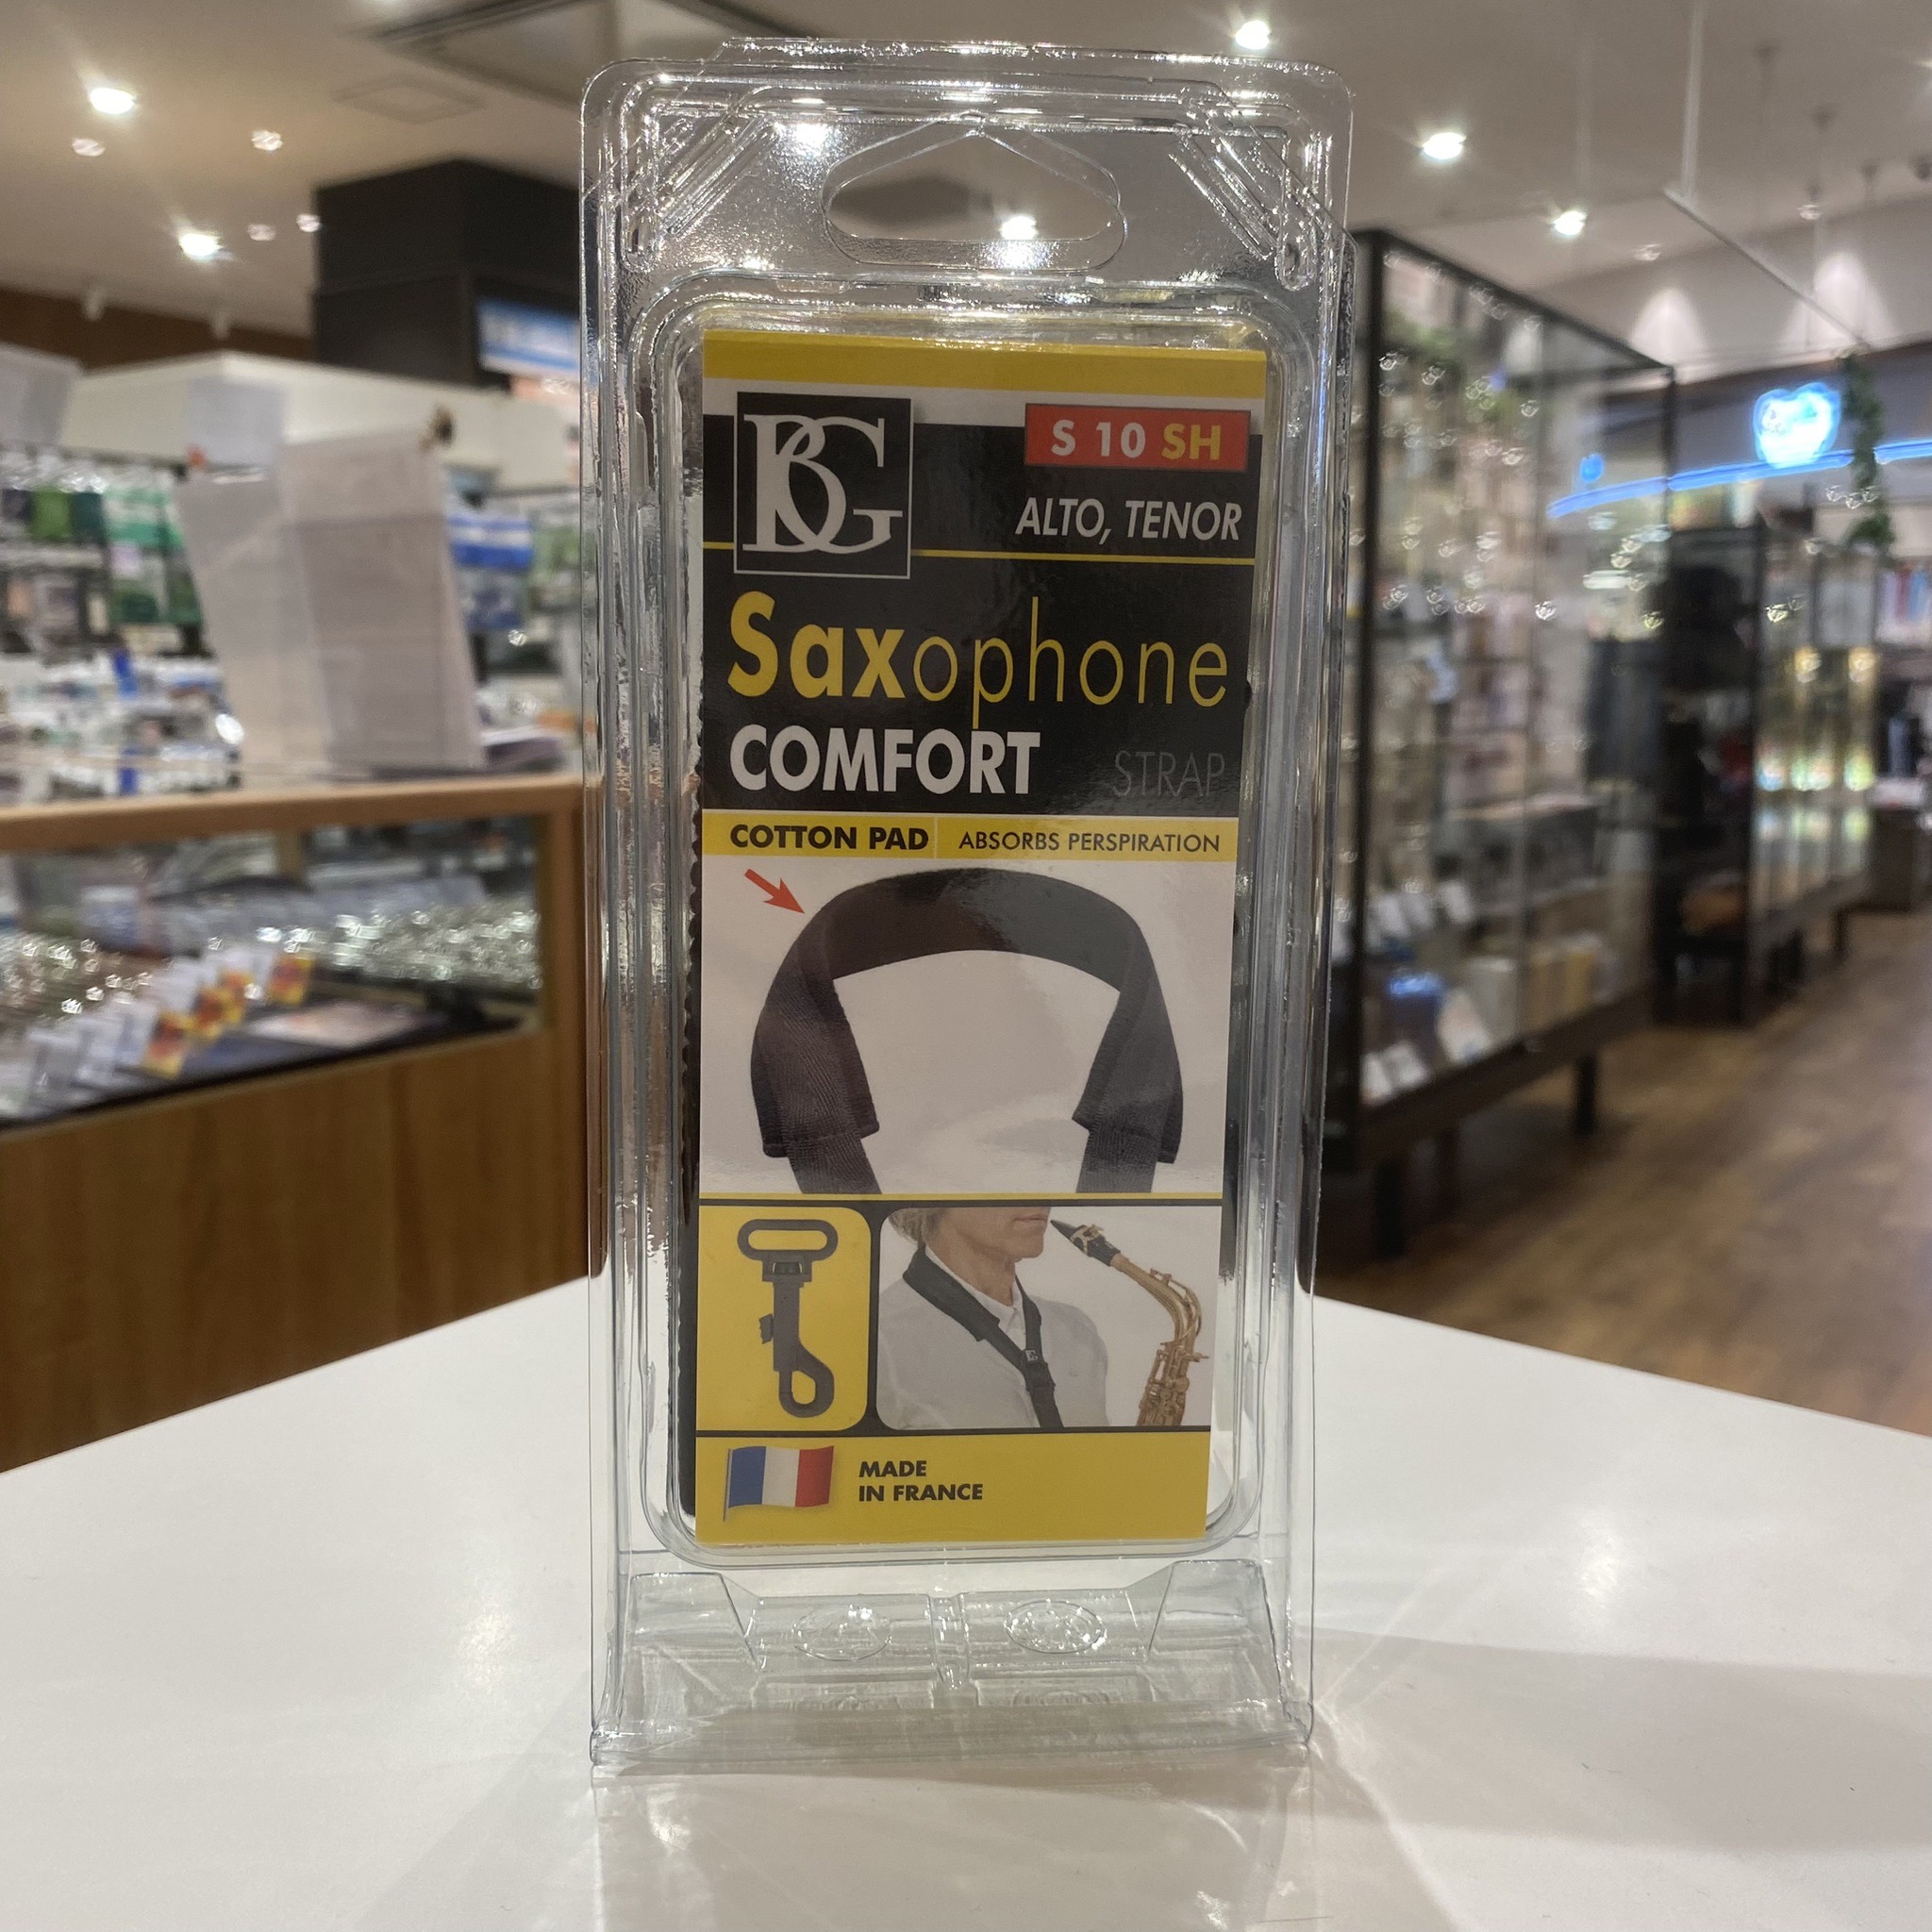 BG
S 10 SH
ALTO, TENOR
Saxophone
COMFORT STRAP
COTTON PAD ABSORBS PERSPIRATION
MADE
IN FRANCE